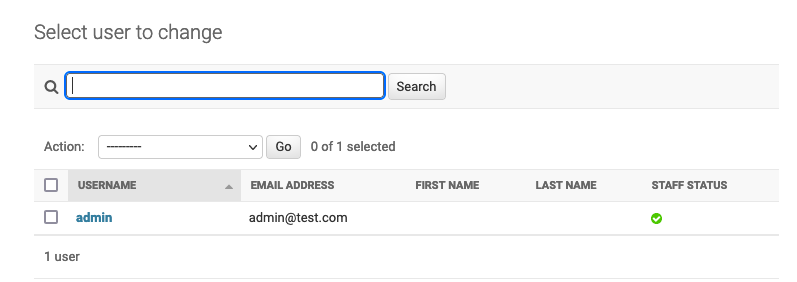 Select user to change
Search
Action: --------- Go 0 of 1 selected
USERNAME EMAIL ADDRESS FIRST NAME LAST NAME STAFF STATUS
admin admin@test.com
1 user